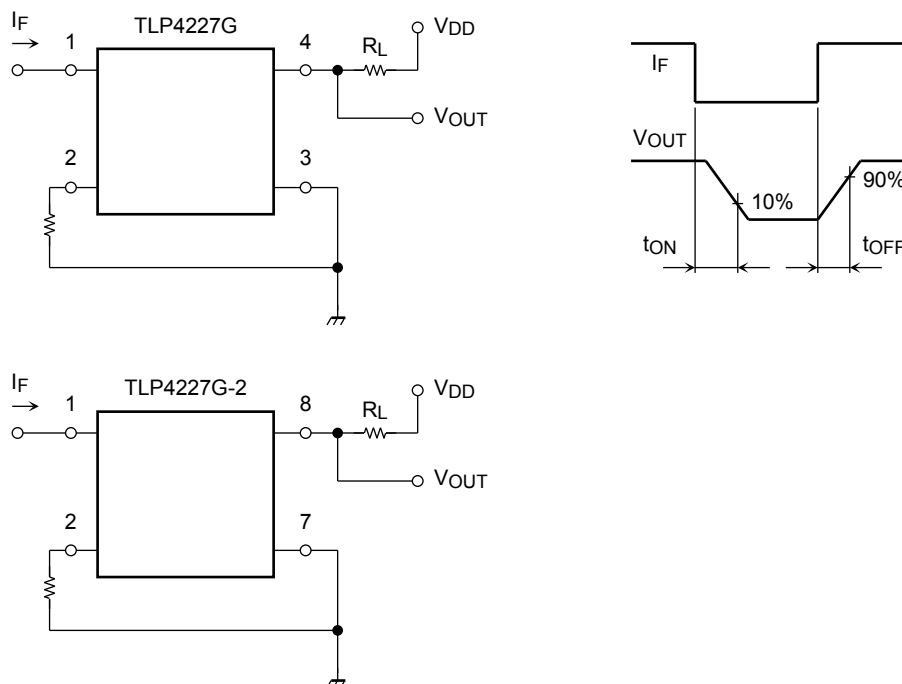 IF
TLP4227G
1
4
RL
VDD
VOUT
2
3
IF
VOUT
10%
90%
tON
tOFF
IF
TLP4227G-2
1
8
RL
VDD
VOUT
2
7